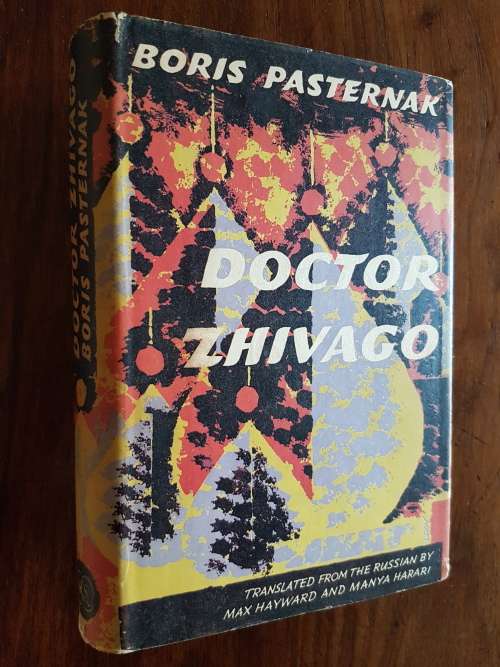 BORIS PASTERNAK
DOCTOR
ZHIVAGO
TRANSLATED FROM THE RUSSIAN BY
MAX HAYWARD AND MANYA HARARI
DOCTOR ZHIVAGO
BORIS PASTERNAK